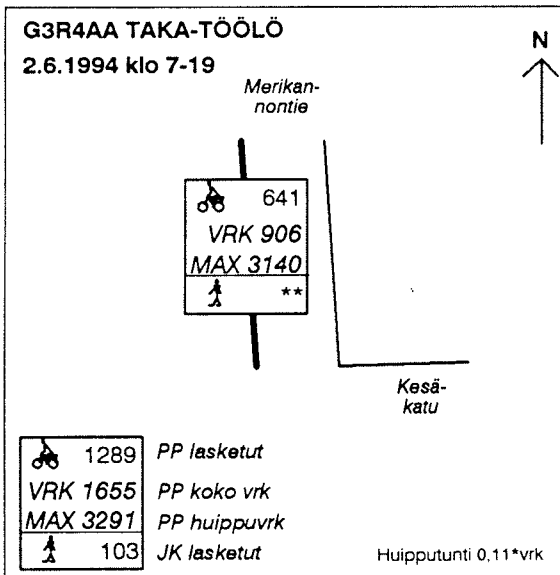 G3R4AA TAKA-TÖÖLÖ
2.6.1994 klo 7-19
N
Merikan-
nontie
641
VRK 906
MAX 3140
**
Kesä-
katu
1289 PP lasketut
VRK 1655 PP koko vrk
MAX 3291 PP huippuvrk
103 JK lasketut
Huipputunti 0,11*vrk